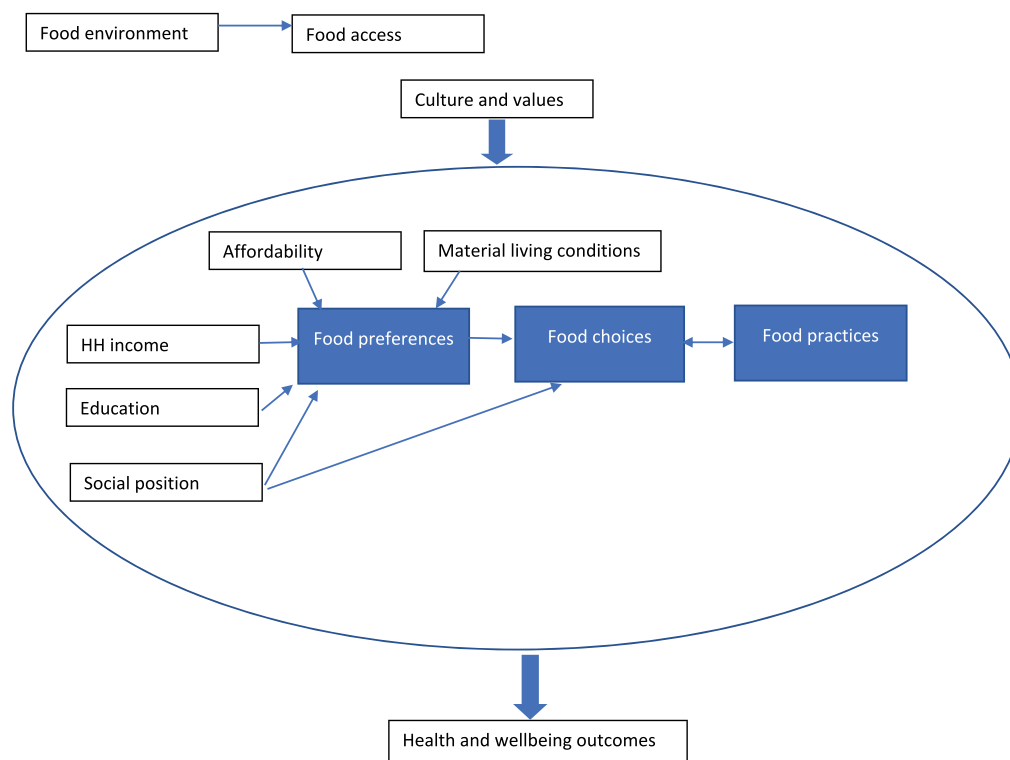 Food environment
Food access
Culture and values
Affordability
Material living conditions
HH income
Food preferences
Food choices
Food practices
Education
Social position
Health and wellbeing outcomes